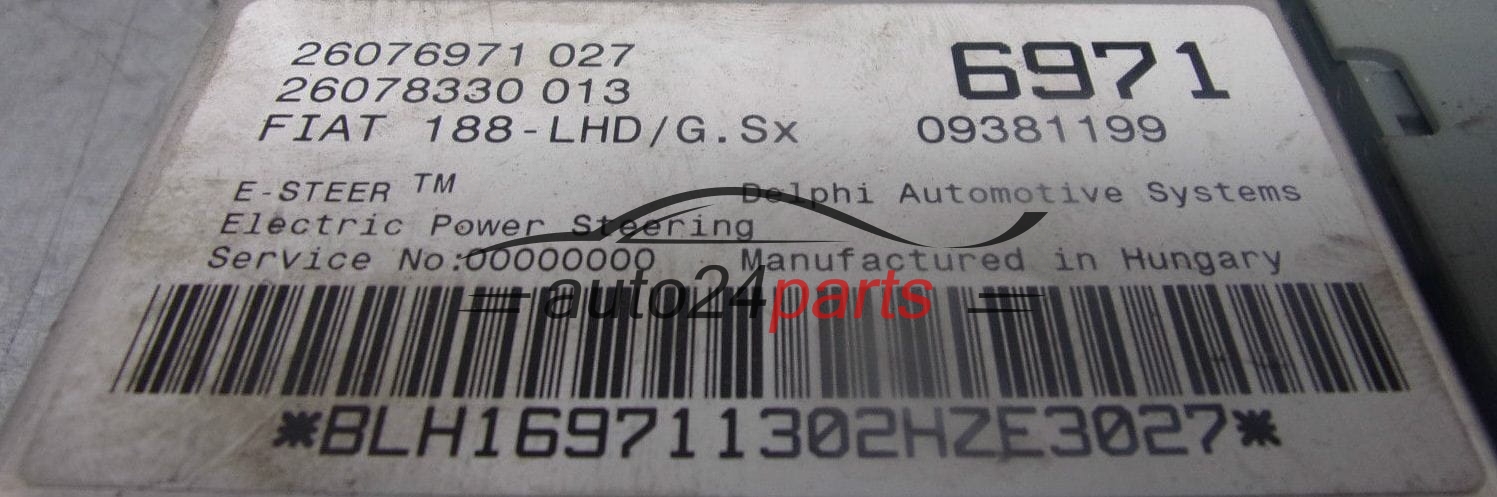 26076971 027 6971
26078330 013
FIAT 188-LHD/G.Sx 09381199
E-STEER TM Delphi Automotive Systems
Electric Power Steering
Service No:00000000 Manufactured in Hungary
auto24parts
*BLH169711302HZE3027*